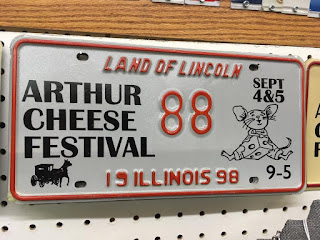 LAND OF LINCOLN
ARTHUR
CHEESE
FESTIVAL
88
SEPT
4&5
19 ILLINOIS 98
9-5